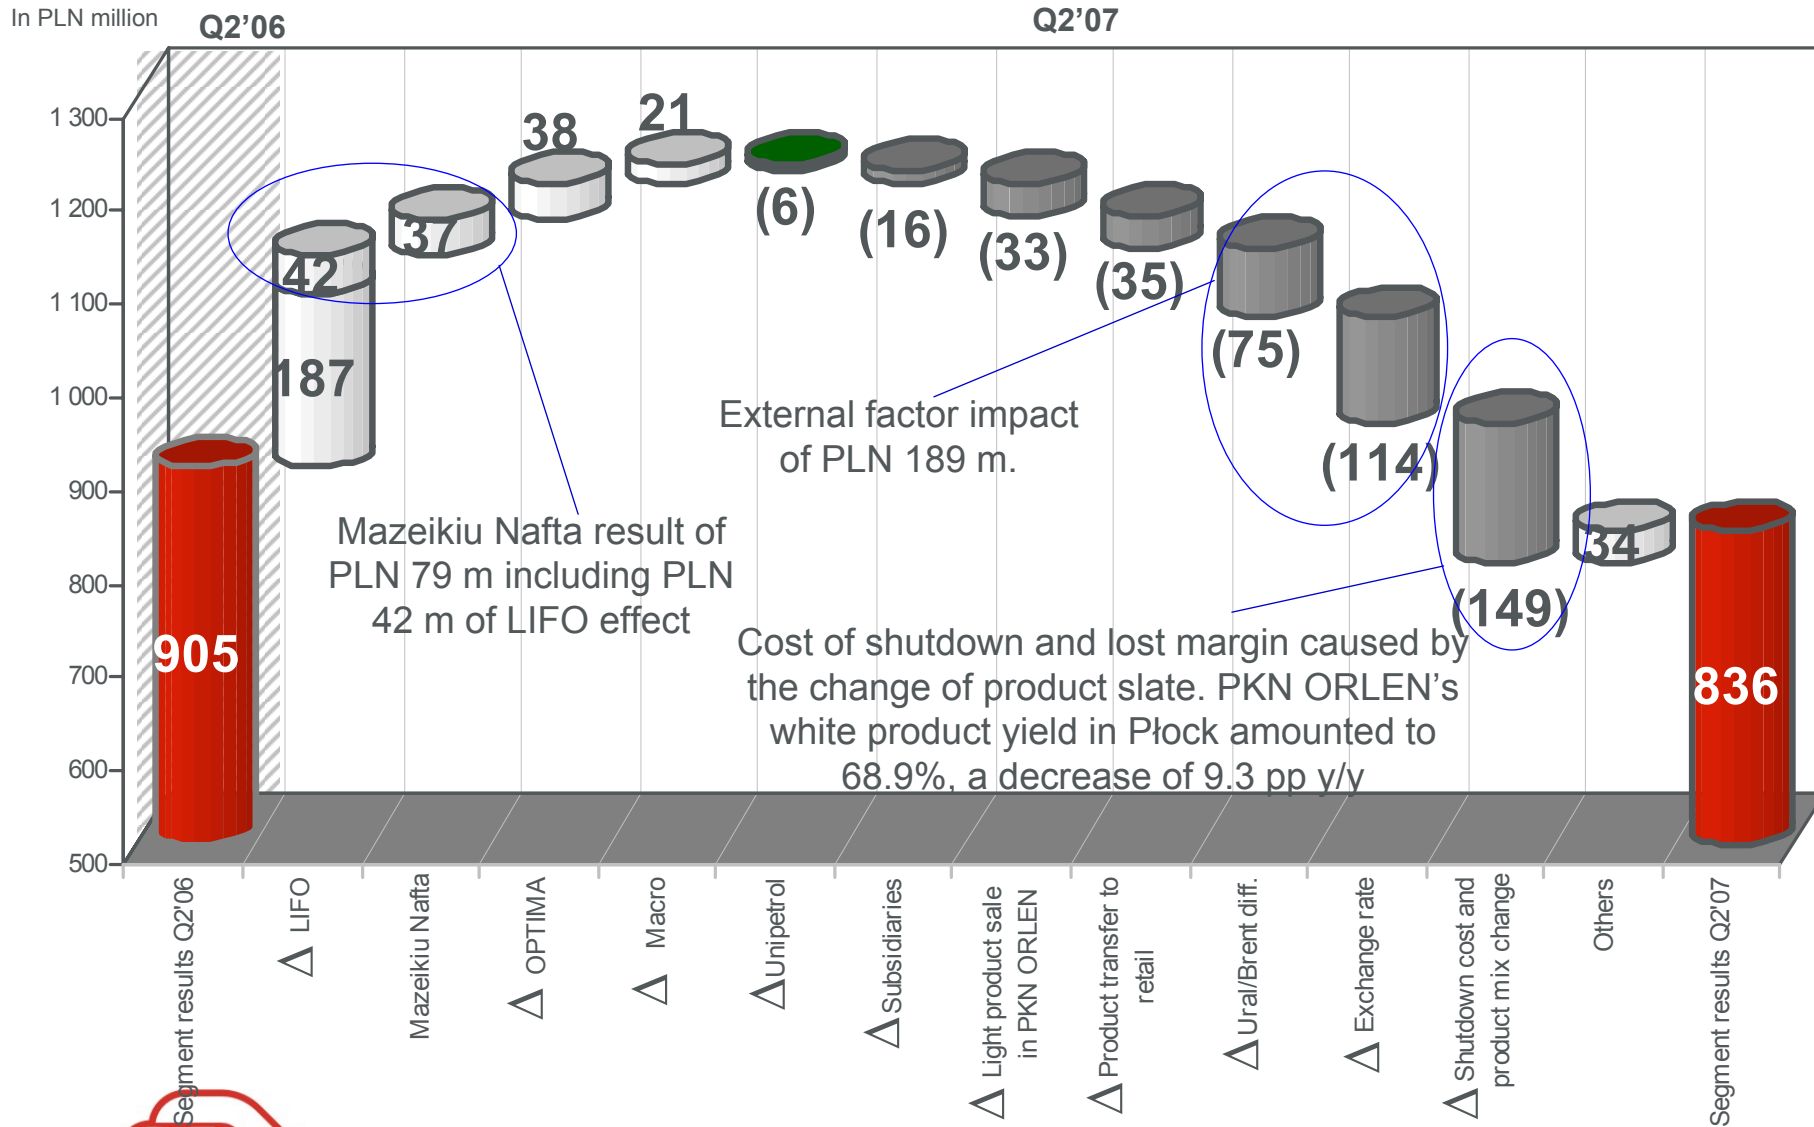 In PLN million
Q2’06
Q2’07
1 300
1 200
1 100
1 000
900
800
700
600
500
905
42
187
37
38
21
(6)
(16)
(33)
(35)
(75)
(114)
(149)
34
836
External factor impact
of PLN 189 m.
Mazeikiu Nafta result of
PLN 79 m including PLN
42 m of LIFO effect
Cost of shutdown and lost margin caused by
the change of product slate. PKN ORLEN’s
white product yield in Płock amounted to
68.9%, a decrease of 9.3 pp y/y
Segment results Q2'06
△ LIFO
Mazeikiu Nafta
△ OPTIMA
△ Macro
△ Unipetrol
△ Subsidiaries
△ Light product sale
in PKN ORLEN
△ Product transfer to
retail
△ Ural/Brent diff.
△ Exchange rate
△ Shutdown cost and
product mix change
Others
Segment results Q2'07